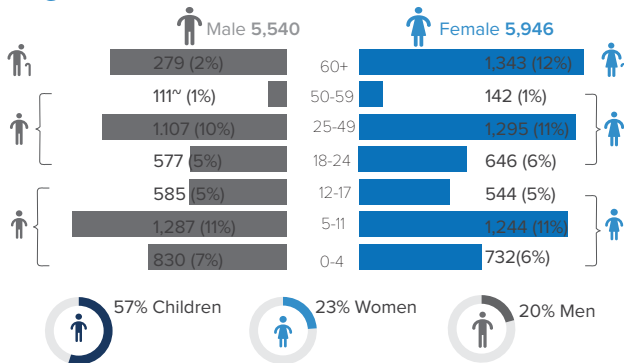 Male 5,540 Female 5,946
279 (2%) 60+ 1,343 (12%)
111~ (1%) 50-59 142 (1%)
1.107 (10%) 25-49 1,295 (11%)
577 (5%) 18-24 646 (6%)
585 (5%) 12-17 544 (5%)
1,287 (11%) 5-11 1,244 (11%)
830 (7%) 0-4 732(6%)
57% Children 23% Women 20% Men